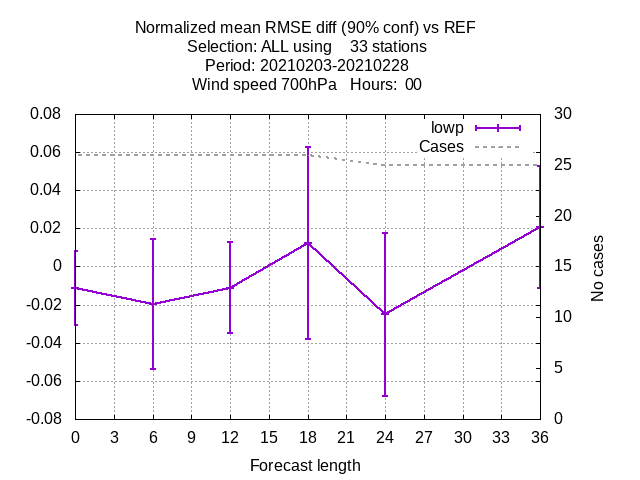 Normalized mean RMSE diff (90% conf) vs REF
Selection: ALL using    33 stations
Period: 20210203-20210228
Wind speed 700hPa   Hours:  00
0.08
0.06
0.04
0.02
0
-0.02
-0.04
-0.06
-0.08
lowp
Cases
30
25
20
15
10
5
0
No cases
0 3 6 9 12 15 18 21 24 27 30 33 36
Forecast length